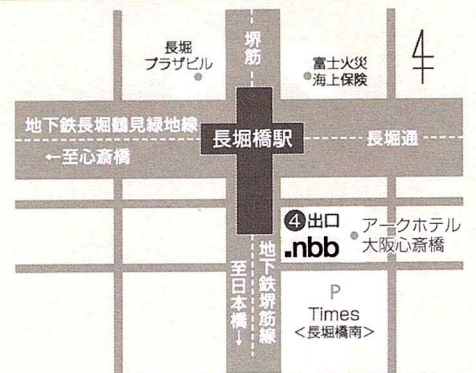 長堀
プラザビル
堺筋
富士火災
海上保険
地下鉄長堀鶴見緑地線
←至心斎橋
長堀橋駅
長堀通
❹出口
.nbb
アークホテル
大阪心斎橋
地下鉄堺筋線
至日本橋→
P
Times
<長堀橋南>